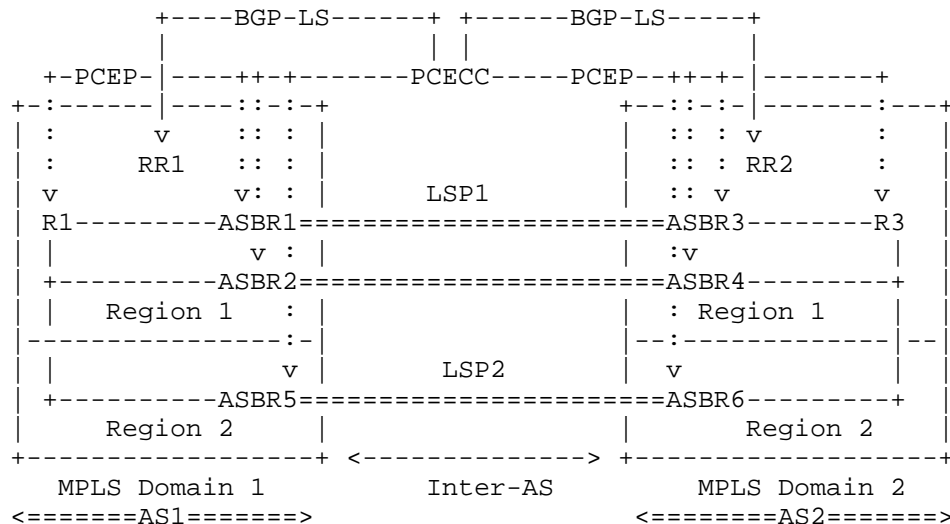 +----BGP-LS------+ +------BGP-LS-----+
| | | |
+-PCEP-|----++-+-------PCECC-----PCEP--++-+-|-------+
+-:------|----::-:-+ +--::-:-|-------:---+
| : | :: : | | :: : | : |
| : v :: : | | :: : v : |
| : RR1 :: : | | :: : RR2 : |
| v v: : | LSP1 | :: v v |
| R1---------ASBR1=======================ASBR3--------R3 |
| | v : | | :v | |
| +----------ASBR2=======================ASBR4---------+ |
| | Region 1 : | | : Region 1 | |
|----------------:-| |--:-------------|--|
| | v | LSP2 | v | |
| +----------ASBR5=======================ASBR6---------+ |
| Region 2 | | Region 2 |
+------------------+ <--------------> +-------------------+
MPLS Domain 1 Inter-AS MPLS Domain 2
<=======AS1=======> <=======AS2=======>